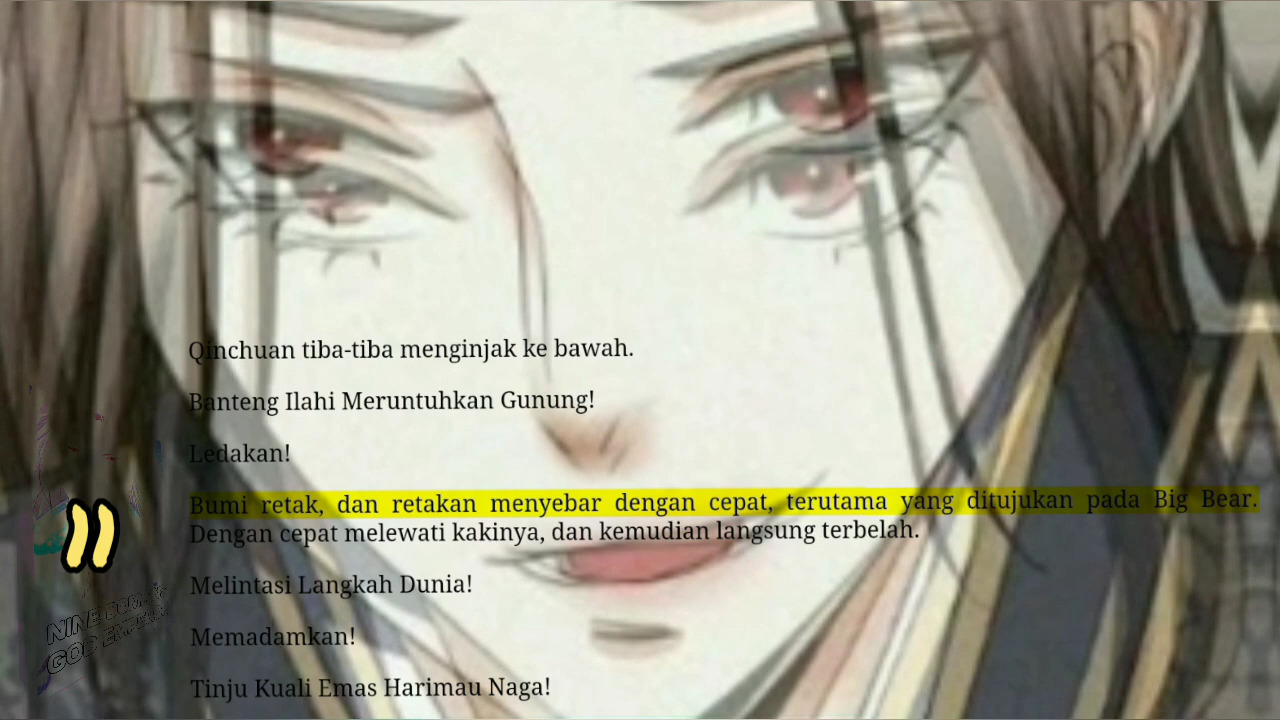 Qinchuan tiba-tiba menginjak ke bawah.
Banteng Ilahi Meruntuhkan Gunung!
Ledakan!
Bumi retak, dan retakan menyebar dengan cepat, terutama yang ditujukan pada Big Bear.
Dengan cepat melewati kakinya, dan kemudian langsung terbelah.
Melintasi Langkah Dunia!
Memadamkan!
Tinju Kuali Emas Harimau Naga!
NINE
GOD